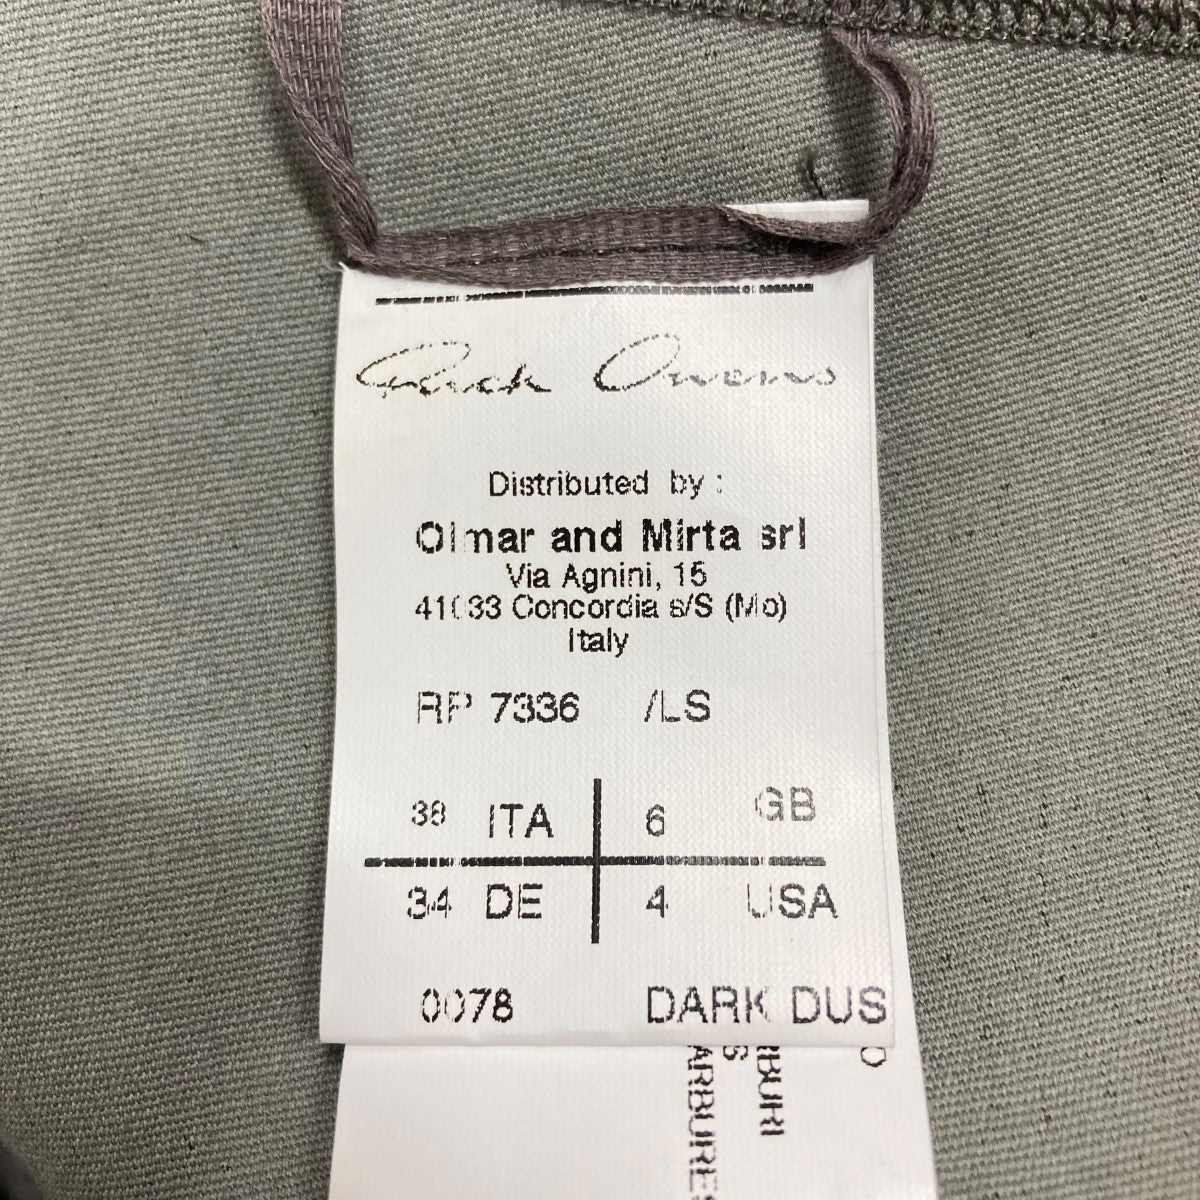 Rick Owens
Distributed by :
Olmar and Mirta srl
Via Agnini, 15
41033 Concordia s/S (Mo)
Italy
RP 7336 /LS
38 ITA 6 GB
34 DE 4 USA
0078 DARK DUS